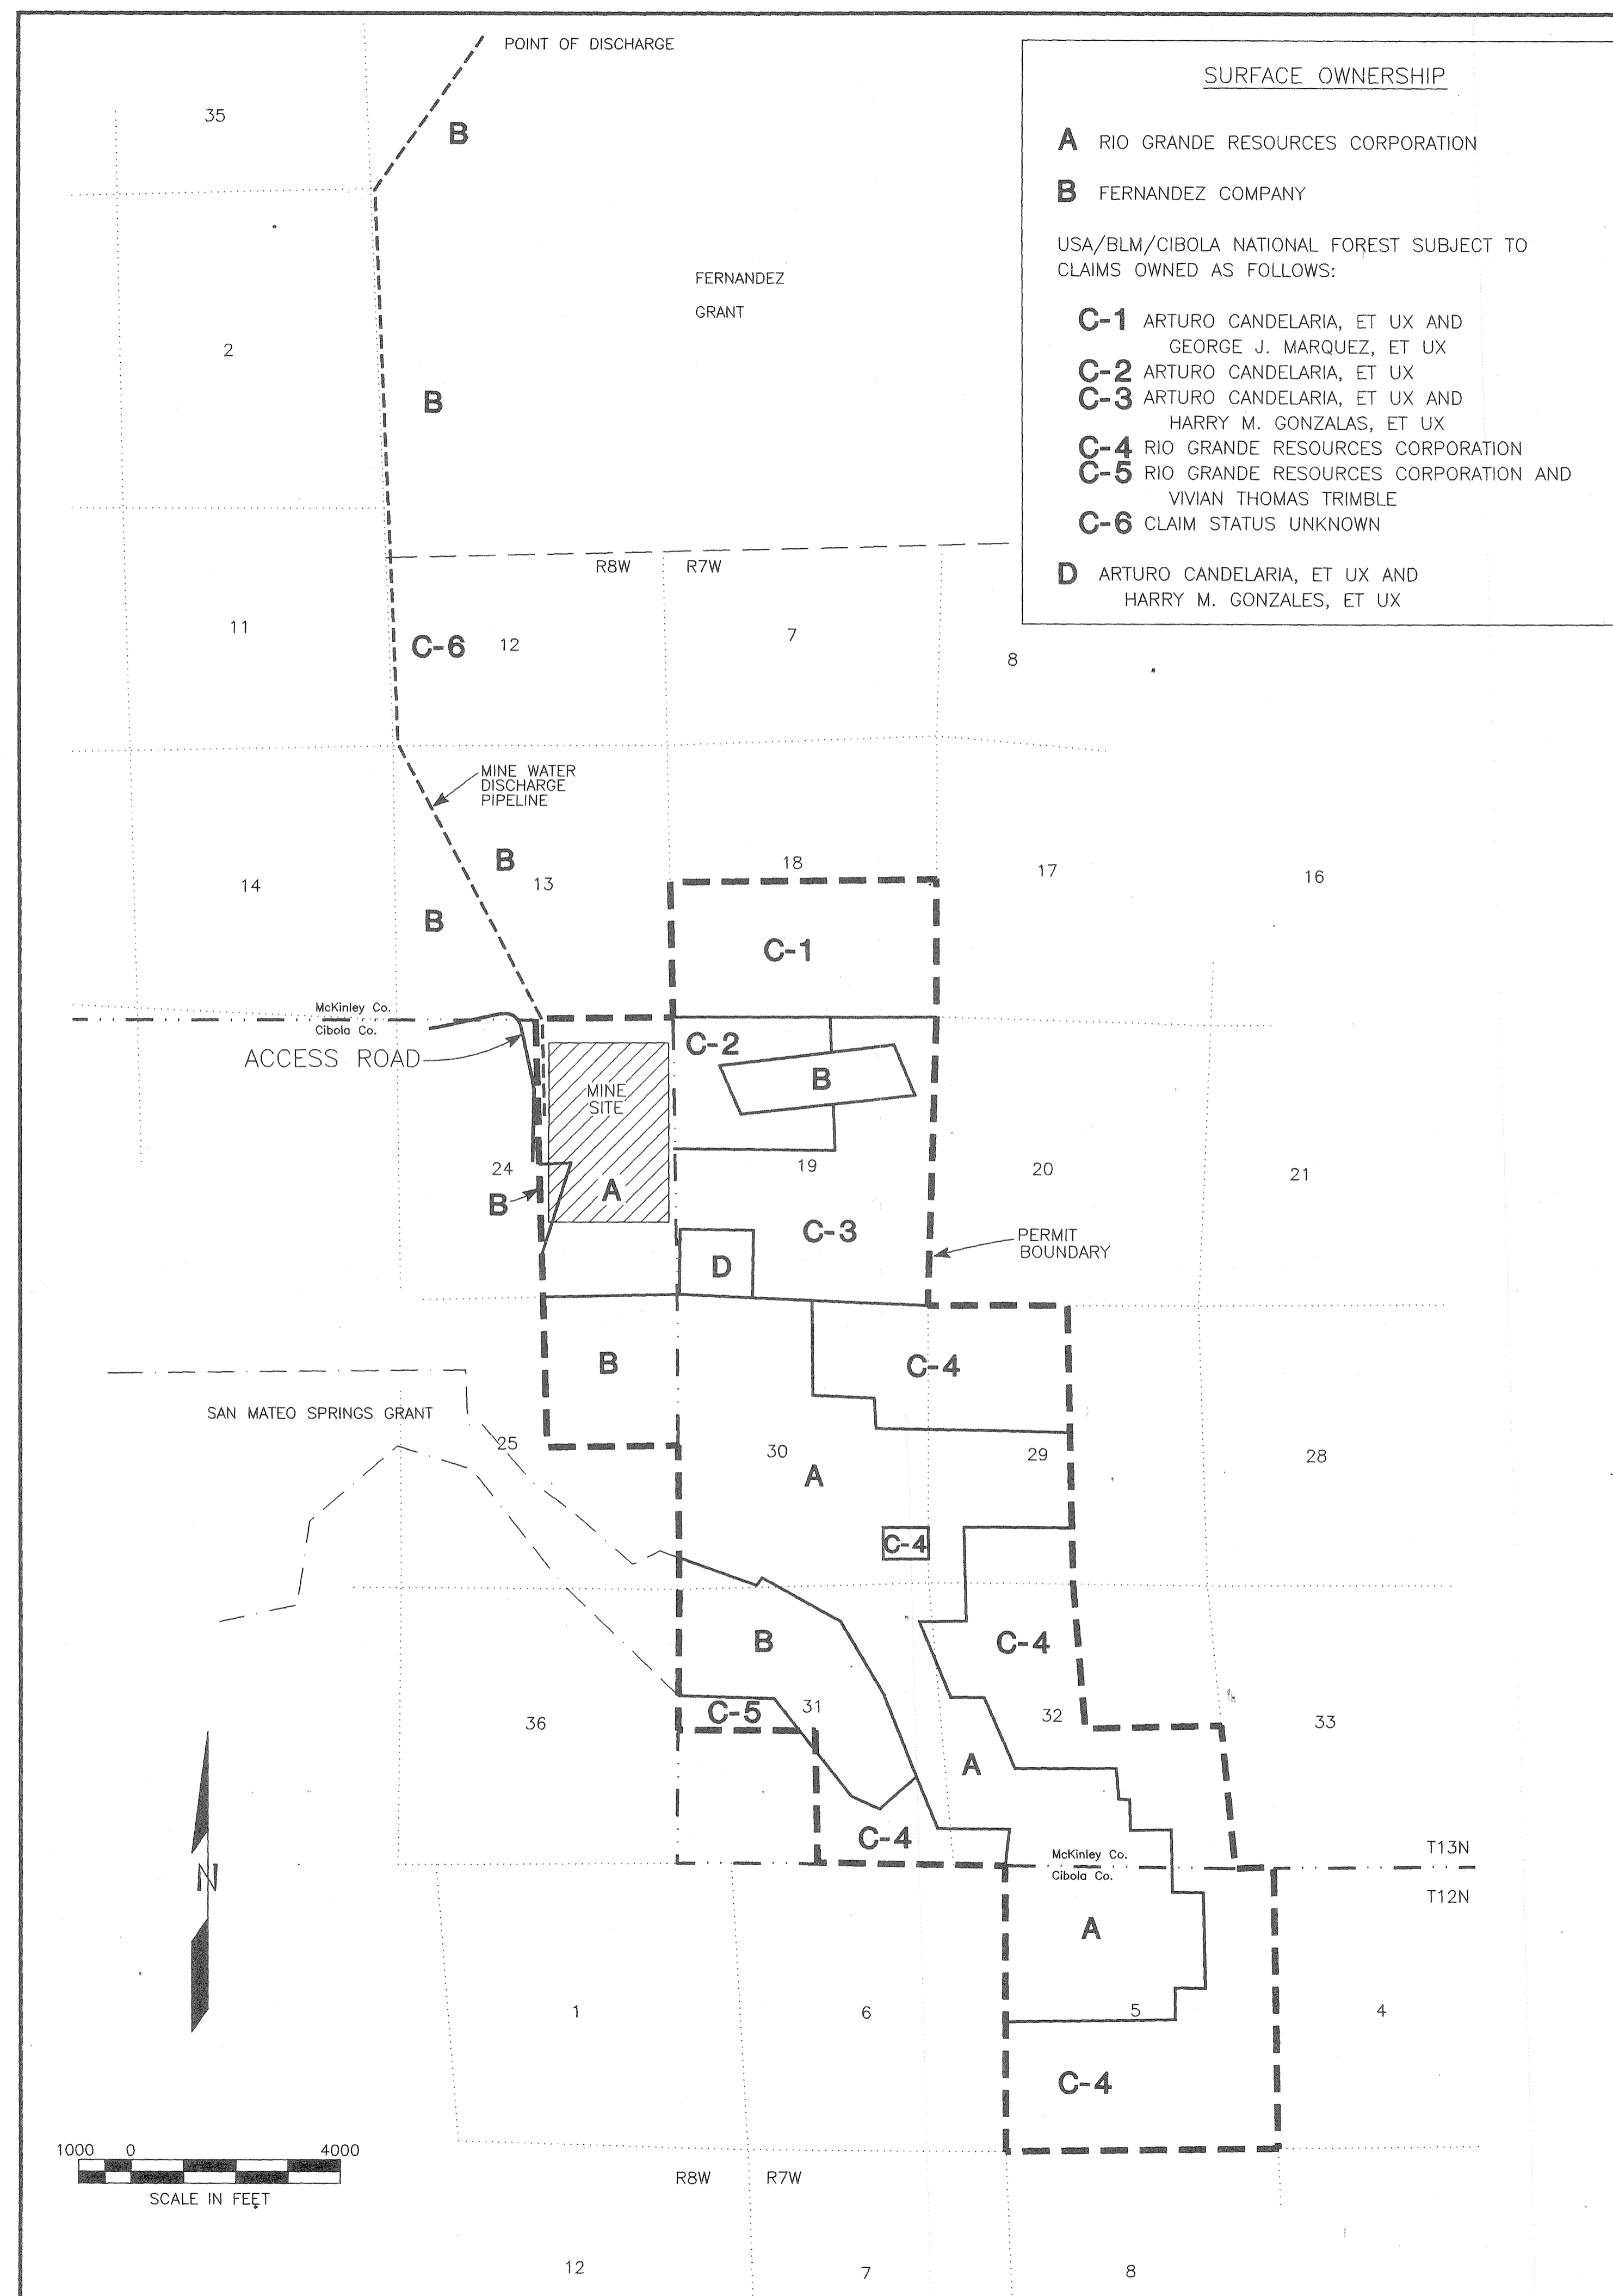 POINT OF DISCHARGE
SURFACE OWNERSHIP
A RIO GRANDE RESOURCES CORPORATION
B FERNANDEZ COMPANY
USA/BLM/CIBOLA NATIONAL FOREST SUBJECT TO
CLAIMS OWNED AS FOLLOWS:
C-1 ARTURO CANDELARIA, ET UX AND
GEORGE J. MARQUEZ, ET UX
C-2 ARTURO CANDELARIA, ET UX
C-3 ARTURO CANDELARIA, ET UX AND
HARRY M. GONZALAS, ET UX
C-4 RIO GRANDE RESOURCES CORPORATION
C-5 RIO GRANDE RESOURCES CORPORATION AND
VIVIAN THOMAS TRIMBLE
C-6 CLAIM STATUS UNKNOWN
D ARTURO CANDELARIA, ET UX AND
HARRY M. GONZALES, ET UX
35
B
FERNANDEZ
GRANT
2
B
R8W R7W
11
C-6 12
7
8
MINE WATER
DISCHARGE
PIPELINE
B
14
13
18
17
16
B
C-1
McKinley Co.
Cibola Co.
ACCESS ROAD
C-2
MINE
SITE
B
24
19
20
21
B
A
C-3
PERMIT
BOUNDARY
D
B
C-4
SAN MATEO SPRINGS GRANT
25
30
29
28
A
C-4
B
C-4
C-5
31
32
33
36
A
C-4
McKinley Co.
Cibola Co.
T13N
T12N
N
A
1
6
5
4
C-4
1000 0 4000
SCALE IN FEET
R8W R7W
12
7
8